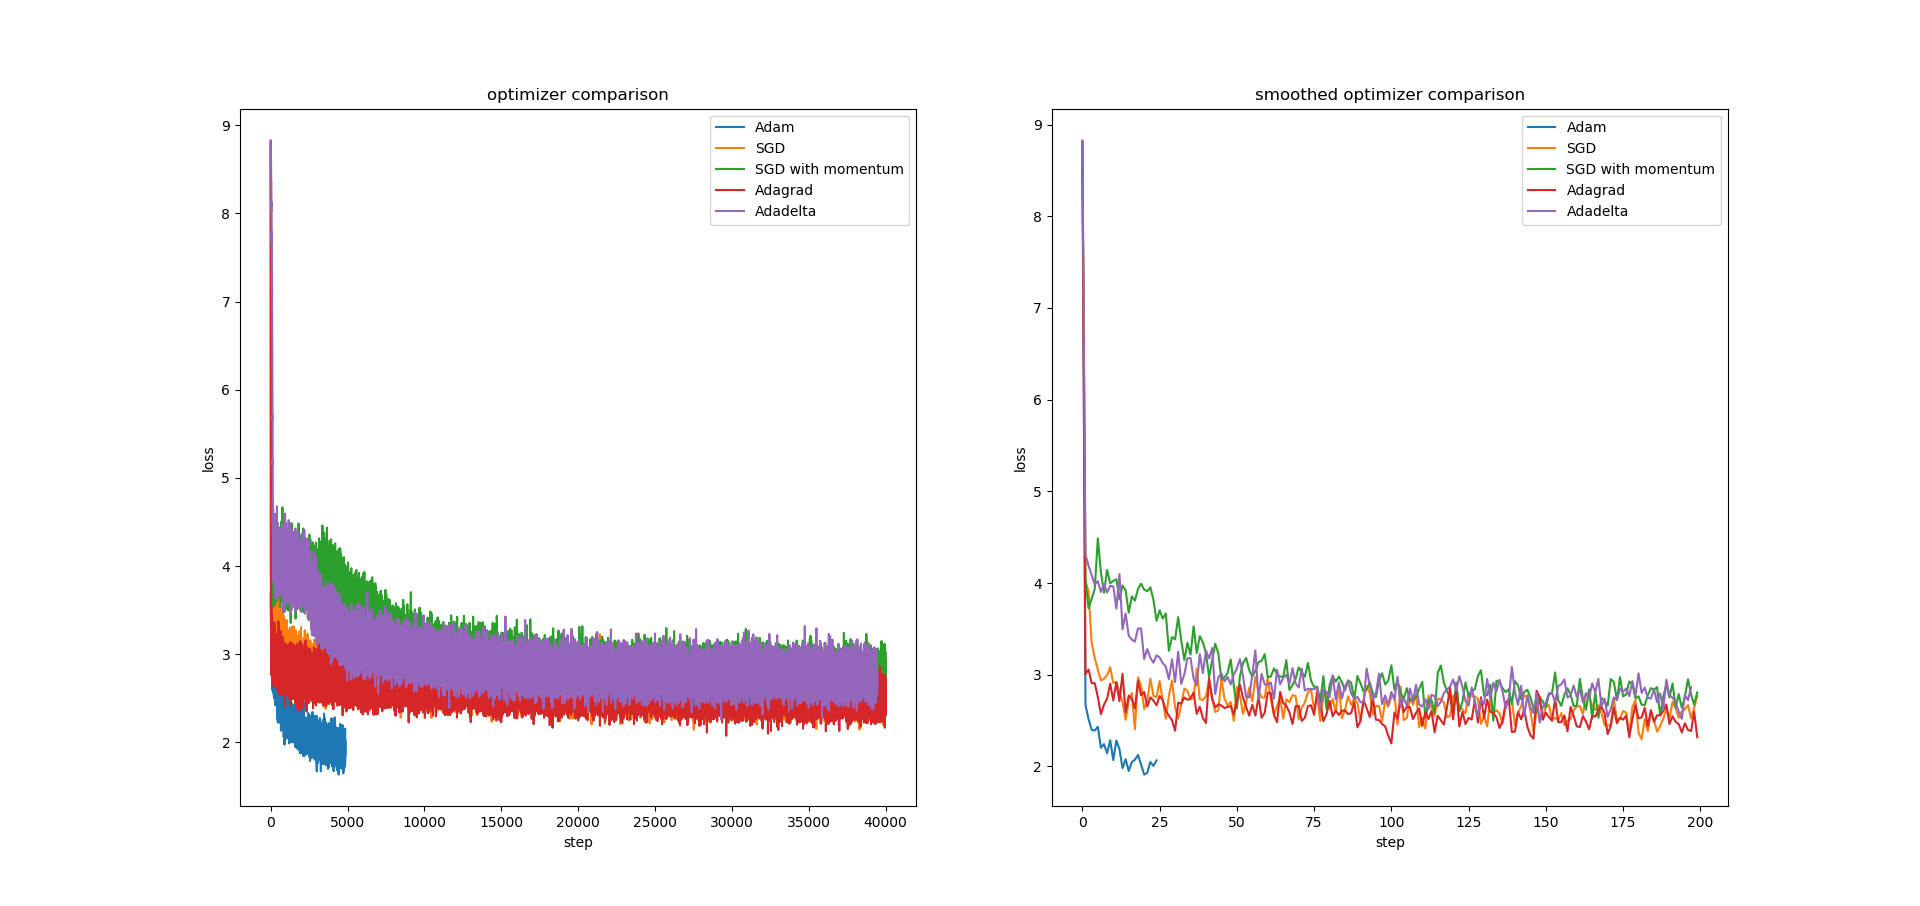 optimizer comparison
9
8
7
6
5
4
3
2
loss
0
5000
10000
15000
20000
25000
30000
35000
40000
step
Adam
SGD
SGD with momentum
Adagrad
Adadelta
smoothed optimizer comparison
9
8
7
6
5
4
3
2
loss
0
25
50
75
100
125
150
175
200
step
Adam
SGD
SGD with momentum
Adagrad
Adadelta